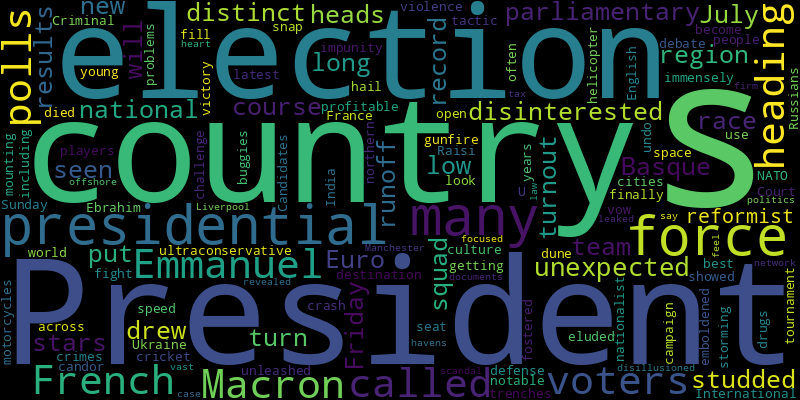 election
countryS
President
presidential
many
force
Emmanuel
French
Macron
called
voters
studded
unexpected
disinterested
parliamentary
distinct
heads
new
Criminal
polls
results
will
problems
fill
heart
young
snap
impunity
violence
tactic
long
hail
record
latest
victory
national
course
profitable
France
open
gunfire
often
helicopter
English
debate
become
people
July
region
immensely
tax
firm
race
use
heading
Russians
mounting
including
died
players
seen
offshore
challenge
buggies
Candidates
India
northern
runoff
Raisi
low
look
years
turnout
law
U
undo
space
cities
finally
Basque
vow
leaked
NATO
Court
politics
say
reformist
Sunday
Ebrahim
Liverpool
world
put
fight
ultraconservative
Euro
Manchester
focused
destination
documents
revealed
squad
culture
getting
dune
team
feel
best
showed
network
tournament
motorcycles
across
stars
crimes
candor
drew
Ukraine
cricket
vast
case
speed
turn
unleashed
crash
Friday
havens
seat
scandal
defense
notable
trenches
fostered
eluded
nationalist
disillusioned
campaign
emboldened
storming
drugs
International